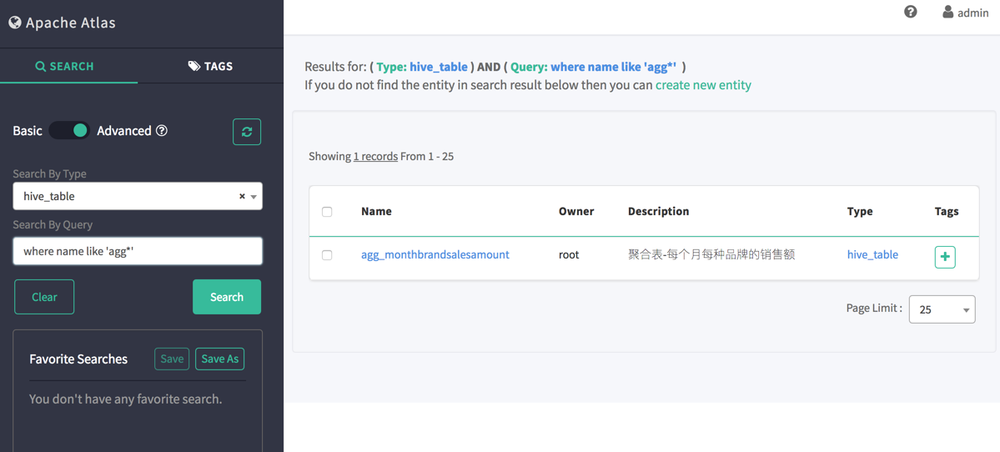 Apache Atlas
admin
SEARCH
TAGS
Results for: ( Type: hive_table ) AND ( Query: where name like 'agg*' )
If you do not find the entity in search result below then you can create new entity
Basic
Advanced
Showing 1 records From 1 - 25
Search By Type
hive_table × 
Search By Query
where name like 'agg*'
Clear
Search
Favorite Searches
Save
Save As
You don't have any favorite search.
Name Owner Description Type Tags
agg_monthbrandsalesamount root 聚合表-每个月每种品牌的销售额 hive_table +
Page Limit : 25